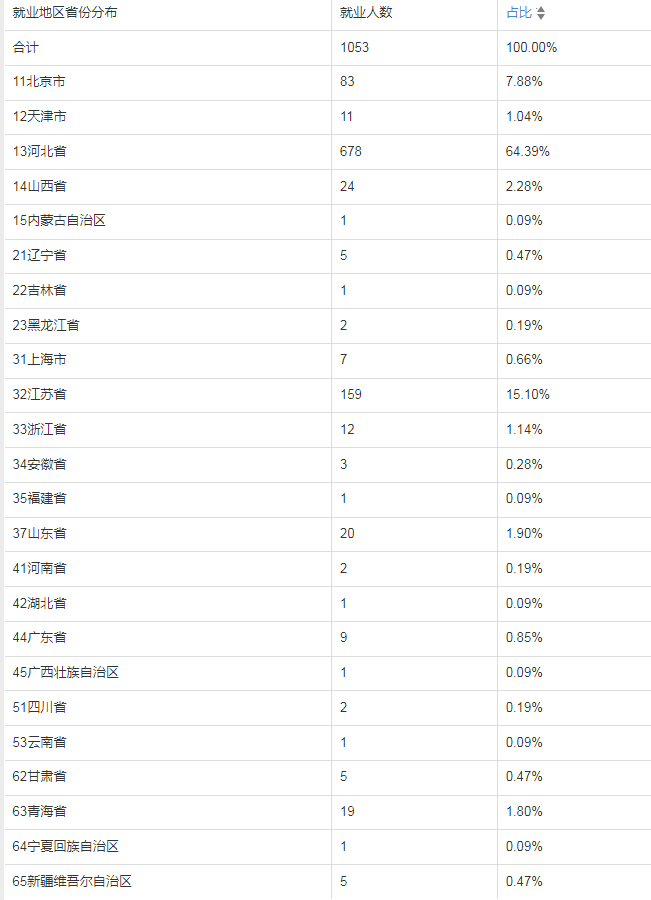 就业地区省份分布 就业人数 占比
合计 1053 100.00%
11北京市 83 7.88%
12天津市 11 1.04%
13河北省 678 64.39%
14山西省 24 2.28%
15内蒙古自治区 1 0.09%
21辽宁省 5 0.47%
22吉林省 1 0.09%
23黑龙江省 2 0.19%
31上海市 7 0.66%
32江苏省 159 15.10%
33浙江省 12 1.14%
34安徽省 3 0.28%
35福建省 1 0.09%
37山东省 20 1.90%
41河南省 2 0.19%
42湖北省 1 0.09%
44广东省 9 0.85%
45广西壮族自治区 1 0.09%
51四川省 2 0.19%
53云南省 1 0.09%
62甘肃省 5 0.47%
63青海省 19 1.80%
64宁夏回族自治区 1 0.09%
65新疆维吾尔自治区 5 0.47%